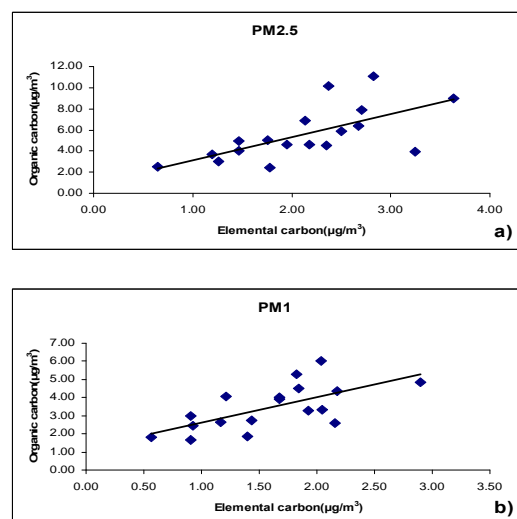 PM2.5
Organic carbon(µg/m³)
12.00
10.00
8.00
6.00
4.00
2.00
0.00
0.00 1.00 2.00 3.00 4.00
Elemental carbon(µg/m³)
a)
PM1
Organic carbon(µg/m³)
7.00
6.00
5.00
4.00
3.00
2.00
1.00
0.00
0.00 0.50 1.00 1.50 2.00 2.50 3.00 3.50
Elemental carbon(µg/m³)
b)